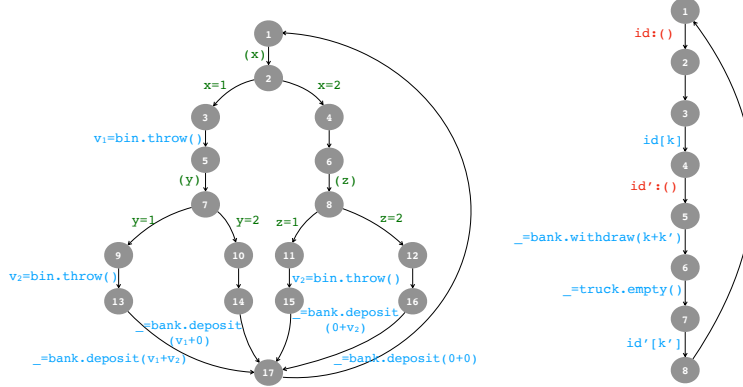 1
(x)
2
x=1
x=2
3
4
v₁=bin.throw()
5
6
(y)
(z)
7
8
y=1
y=2
z=1
z=2
9
10
11
12
v₂=bin.throw()
v₂=bin.throw()
13
14
15
16
_=bank.deposit
(v₁+0)
_=bank.deposit
(0+v₂)
_=bank.deposit(v₁+v₂)
_=bank.deposit(0+0)
17
1
id:()
2
3
id[k]
4
id':()
5
_=bank.withdraw(k+k')
6
_=truck.empty()
7
id'[k']
8